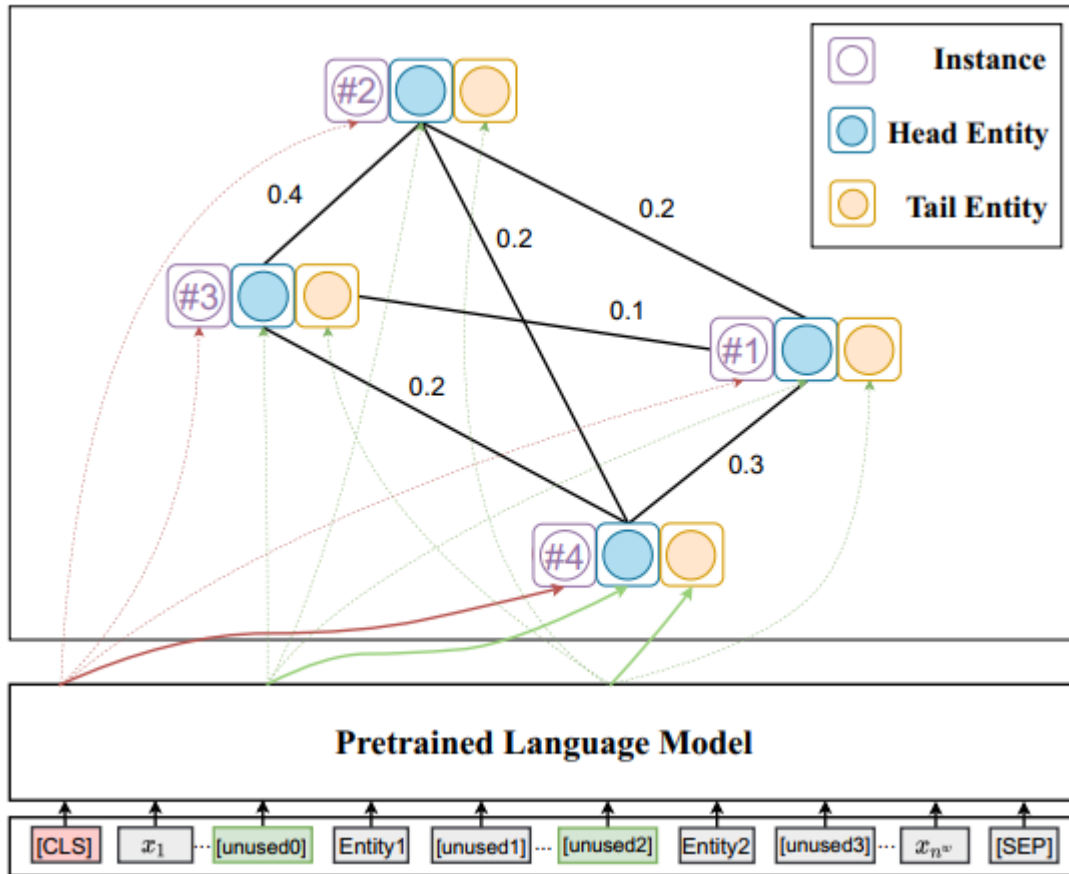 #2
Instance
Head Entity
Tail Entity
0.4
0.2
0.2
#3
0.1
#1
0.2
0.3
#4
Pretrained Language Model
[CLS] x₁ ... [unused0] Entity1 [unused1] ... [unused2] Entity2 [unused3] ... xₙʷ [SEP]